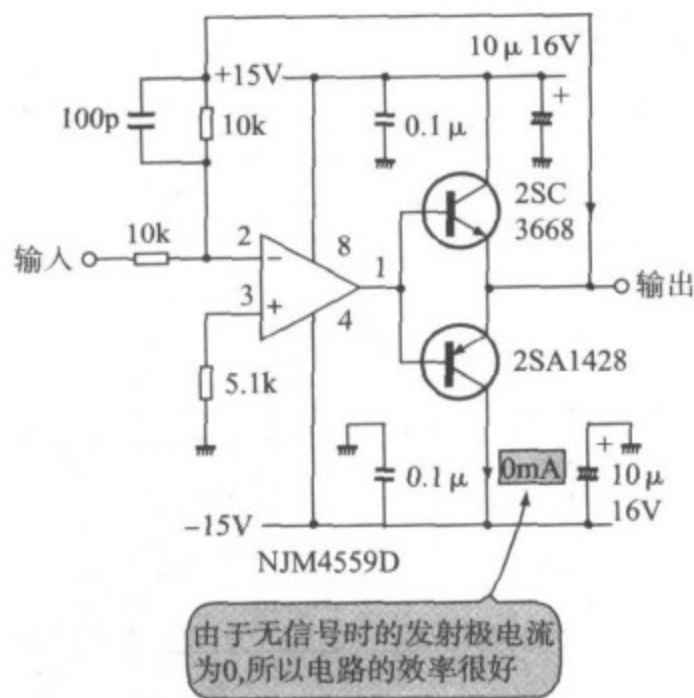 10μ 16V
+15V
100p
10k
0.1μ
+
2SC
3668
10k
输入
2
−
8
1
输出
3
+
4
5.1k
2SA1428
0mA
+
0.1μ
10μ
16V
−15V
NJM4559D
由于无信号时的发射极电流
为0,所以电路的效率很好